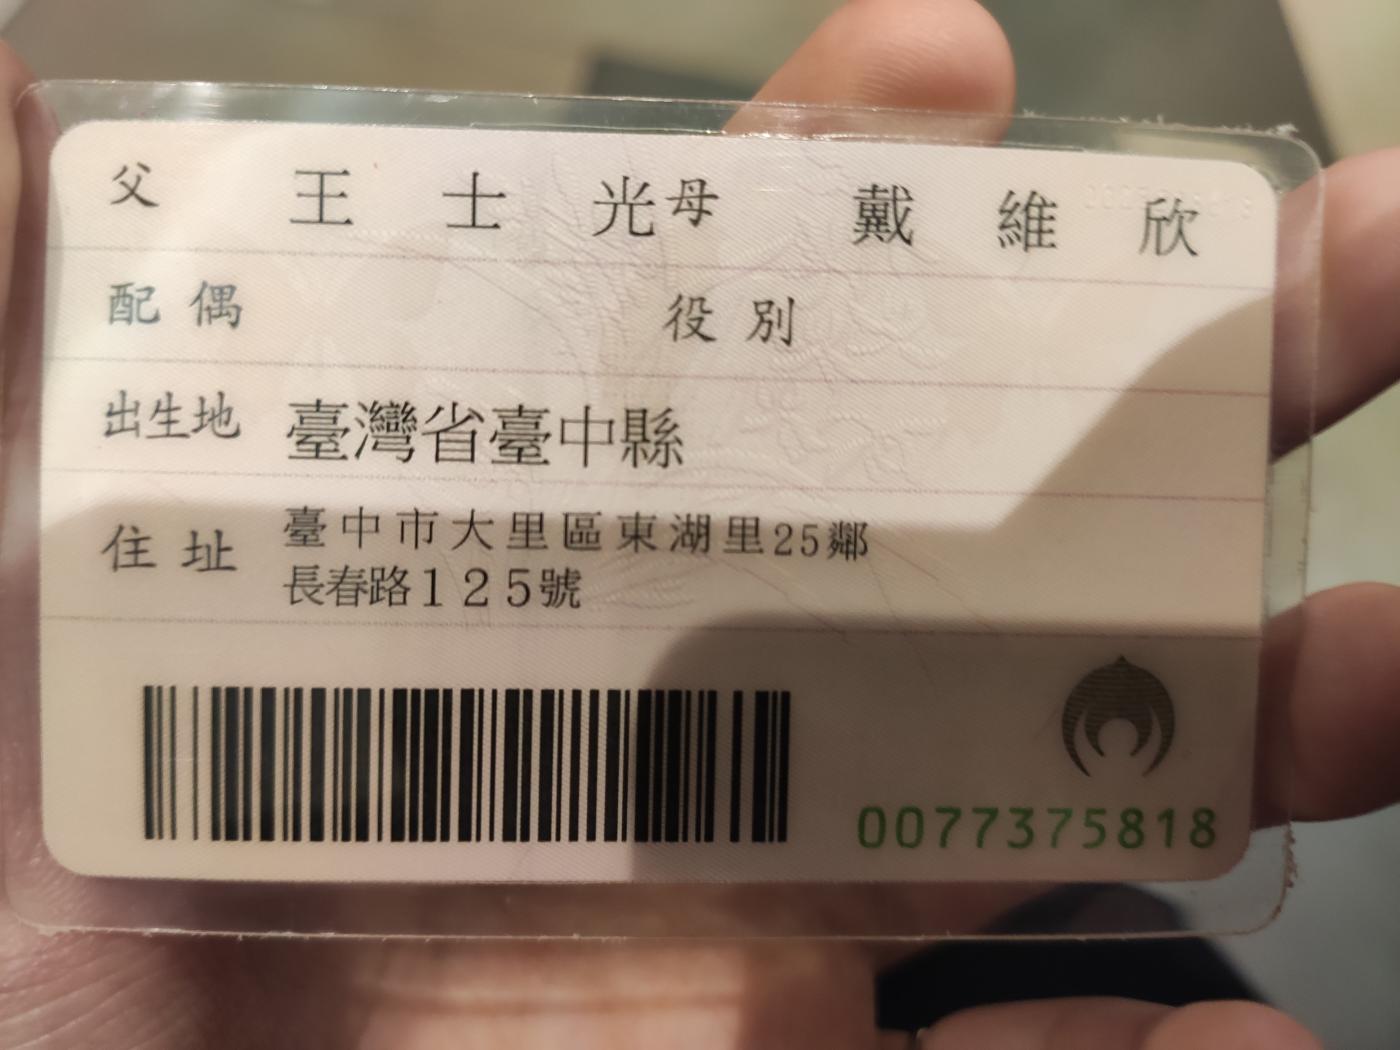 父 王士光 母 戴維欣
配偶 役別
出生地 臺灣省臺中縣
住址 臺中市大里區東湖里25鄰
長春路125號
0077375818